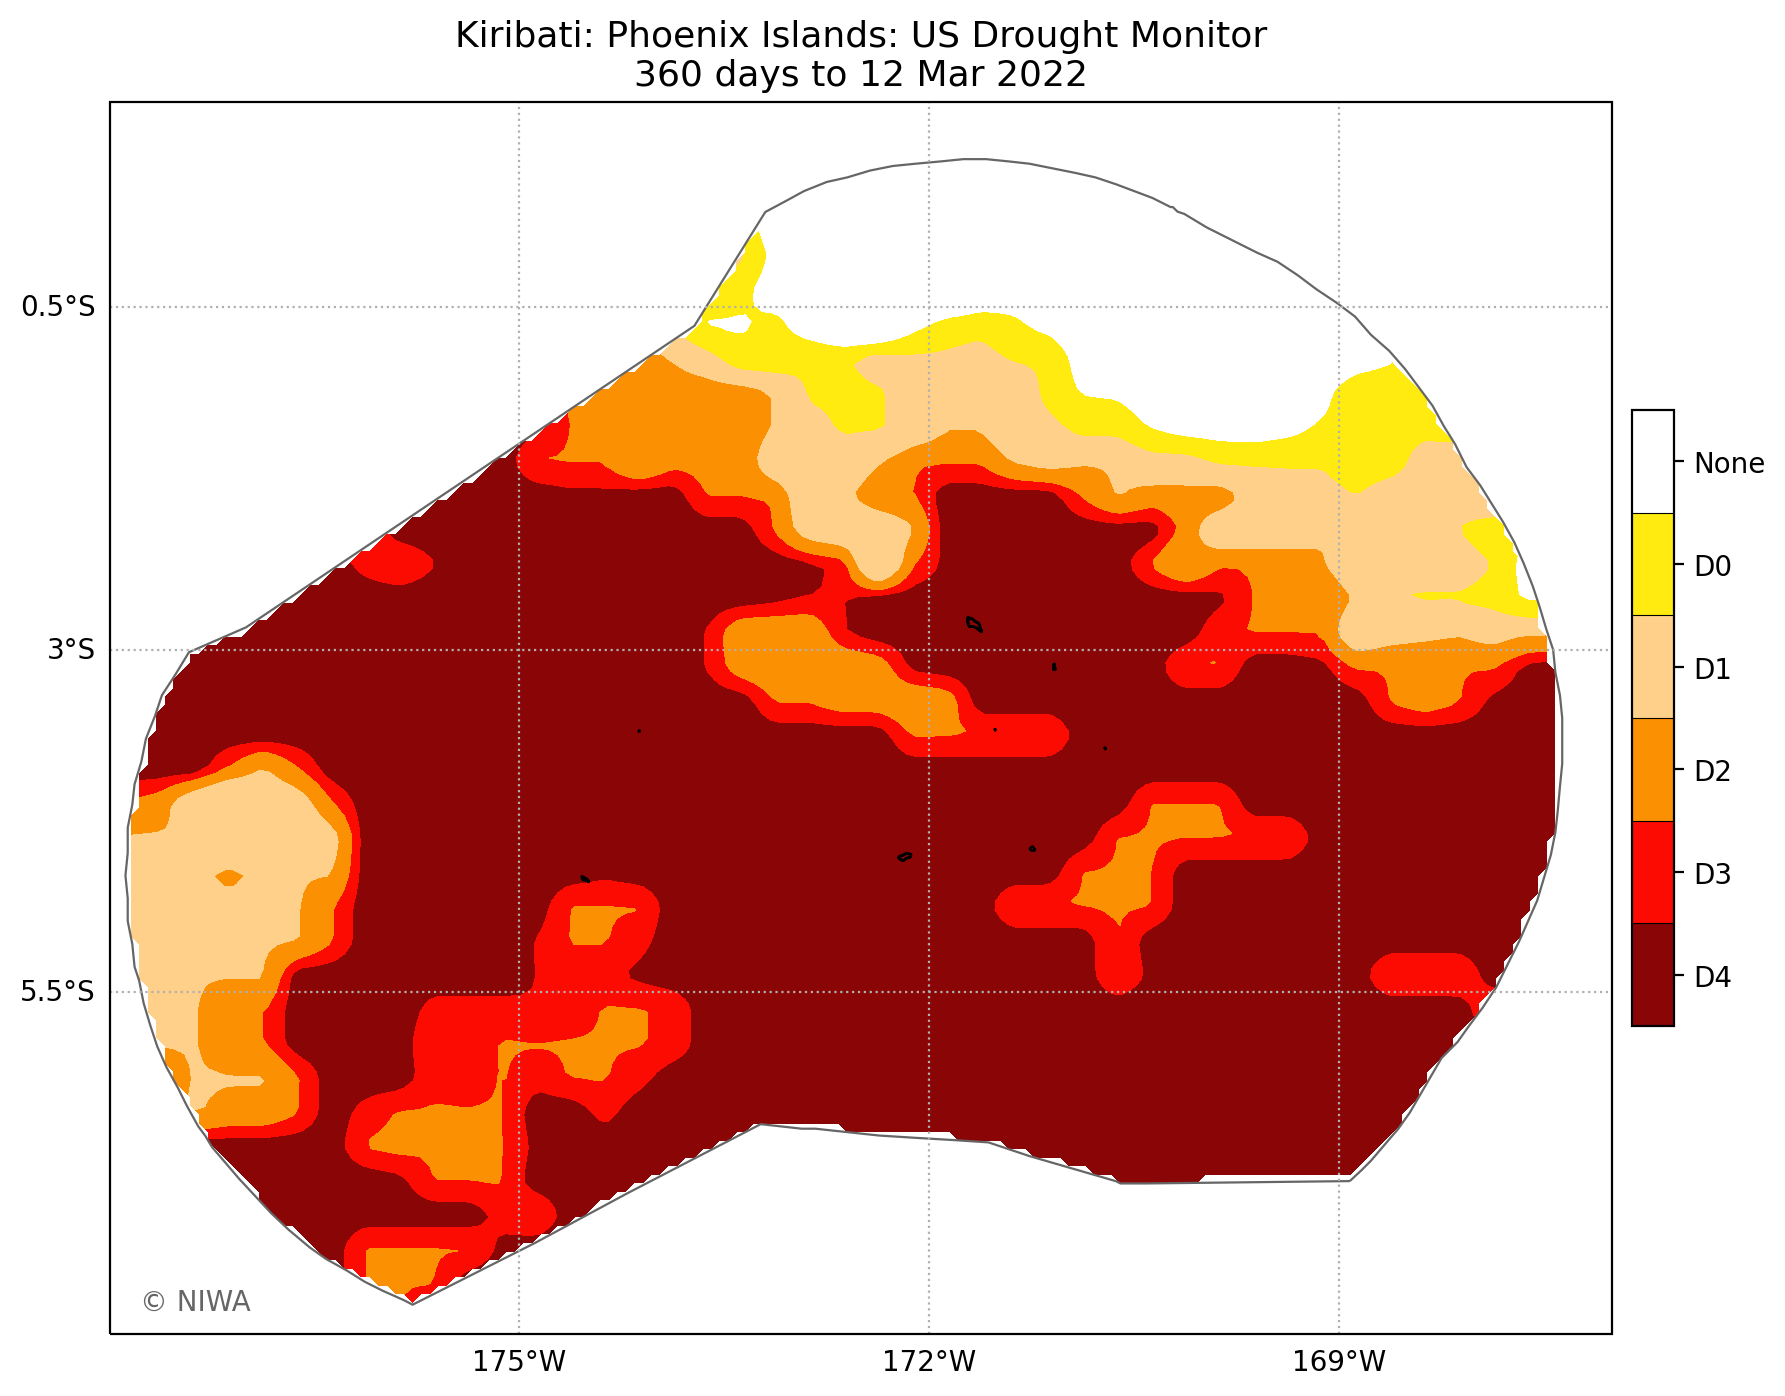 Kiribati: Phoenix Islands: US Drought Monitor
360 days to 12 Mar 2022
0.5°S
3°S
5.5°S
175°W
172°W
169°W
None
D0
D1
D2
D3
D4
© NIWA